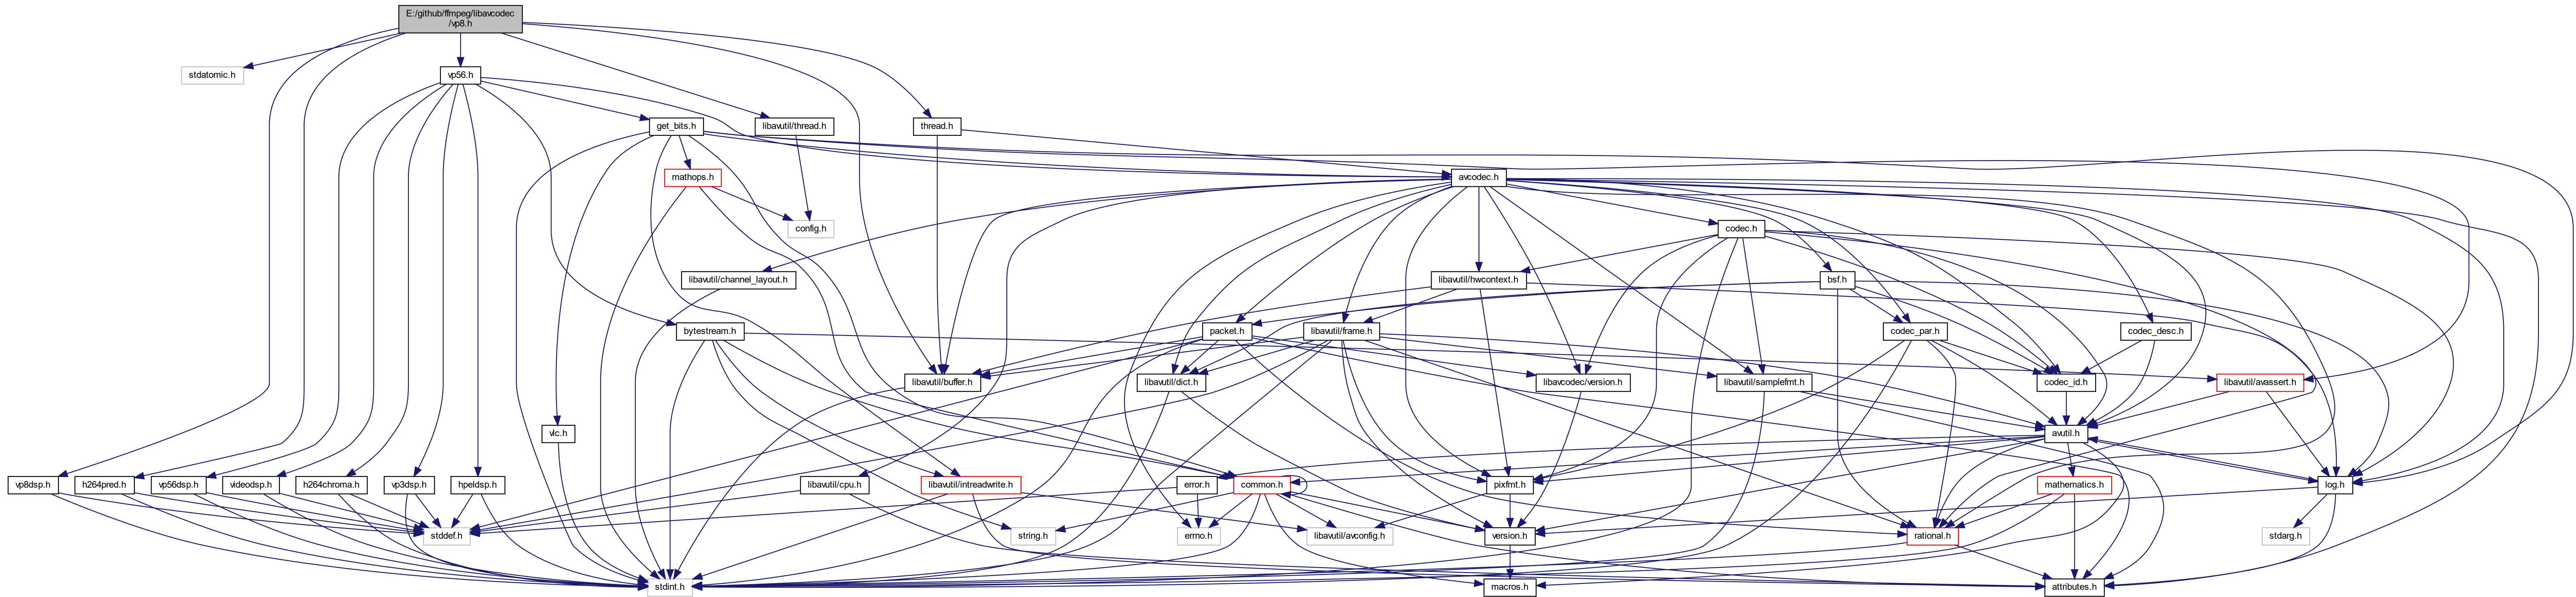 E:/github/ffmpeg/libavcodec
/vp8.h
stdatomic.h
vp56.h
get_bits.h
libavutil/thread.h
thread.h
mathops.h
avcodec.h
config.h
codec.h
libavutil/channel_layout.h
libavutil/hwcontext.h
bsf.h
bytestream.h
packet.h
libavutil/frame.h
codec_par.h
codec_desc.h
libavutil/buffer.h
libavutil/dict.h
libavcodec/version.h
libavutil/samplefmt.h
codec_id.h
libavutil/avassert.h
vlc.h
avutil.h
vp8dsp.h
h264pred.h
vp56dsp.h
videodsp.h
h264chroma.h
vp3dsp.h
hpeldsp.h
libavutil/cpu.h
libavutil/intreadwrite.h
error.h
common.h
pixfmt.h
mathematics.h
log.h
stddef.h
string.h
errno.h
libavutil/avconfig.h
version.h
rational.h
stdarg.h
stdint.h
macros.h
attributes.h